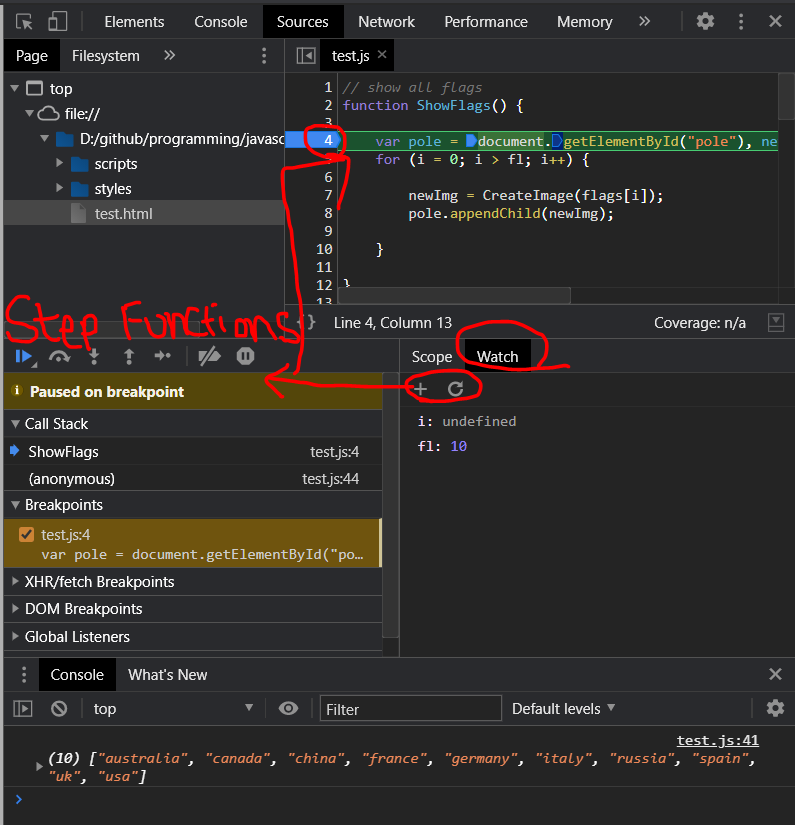 Elements Console Sources Network Performance Memory »
Page Filesystem » test.js ×
top
file://
D:/github/programming/javasc
scripts
styles
test.html
1 // show all flags
2 function ShowFlags() {
3
4 var pole = document.getElementById("pole"), ne
5 for (i = 0; i > fl; i++) {
6
7 newImg = CreateImage(flags[i]);
8 pole.appendChild(newImg);
9
10 }
11
12 }
13
{} Line 4, Column 13 Coverage: n/a
Step Functions
Paused on breakpoint
Call Stack
ShowFlags test.js:4
(anonymous) test.js:44
Breakpoints
test.js:4
var pole = document.getElementById("po…
XHR/fetch Breakpoints
DOM Breakpoints
Global Listeners
Scope Watch
i: undefined
fl: 10
Console What's New
top Filter Default levels
test.js:41
(10) ["australia", "canada", "china", "france", "germany", "italy", "russia", "spain",
"uk", "usa"]